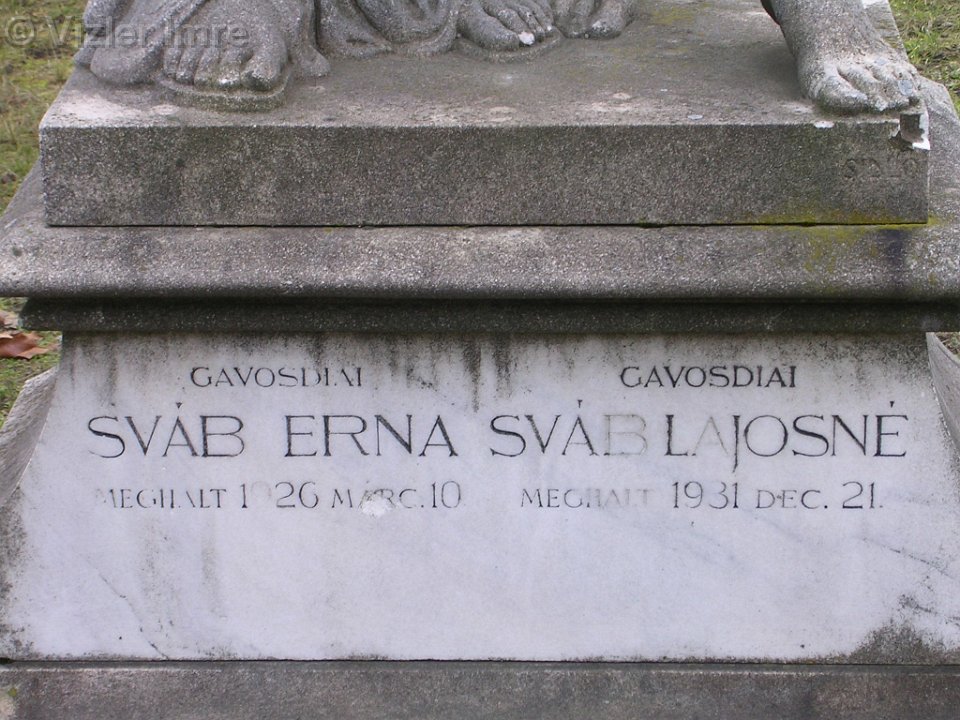 © Vizler Imre
GAVOSDIAI
SVÁB ERNA
MEGHALT 1926 MÁRC. 10.
GAVOSDIAI
SVÁB LAJOSNÉ
MEGHALT 1931 DEC. 21.